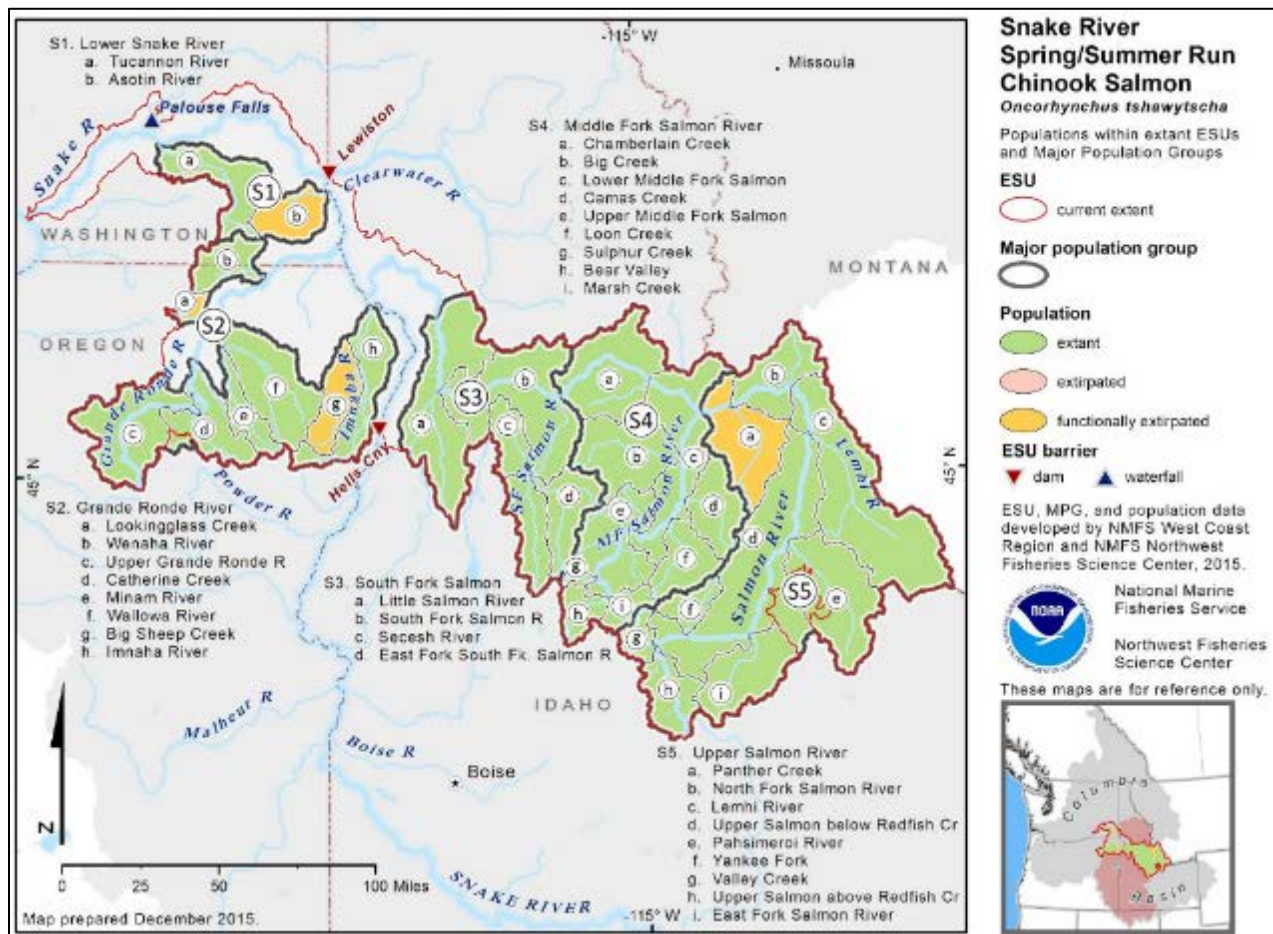 S1. Lower Snake River
a. Tucannon River
b. Asotin River
Palouse Falls
Snake R
Lewiston
Clearwater R
-115° W
Missoula
S4. Middle Fork Salmon River
a. Chamberlain Creek
b. Big Creek
c. Lower Middle Fork Salmon
d. Camas Creek
e. Upper Middle Fork Salmon
f. Loon Creek
g. Sulphur Creek
h. Bear Valley
i. Marsh Creek
WASHINGTON
OREGON
MONTANA
IDAHO
a
S1
b
b
a
S2
c
d
e
f
g
h
Grande Ronde R
Imnaha R
Hells Cny
Powder R
a
S3
b
c
d
SF Salmon R
a
S4
b
c
d
e
f
g
h
i
MF Salmon River
a
b
c
d
S5
e
f
g
h
i
Salmon River
Lemhi R
45° N
45° N
S2. Grande Ronde River
a. Lookingglass Creek
b. Wenaha River
c. Upper Grande Ronde R
d. Catherine Creek
e. Minam River
f. Wallowa River
g. Big Sheep Creek
h. Imnaha River
S3. South Fork Salmon
a. Little Salmon River
b. South Fork Salmon R
c. Secesh River
d. East Fork South Fk. Salmon R
S5. Upper Salmon River
a. Panther Creek
b. North Fork Salmon River
c. Lemhi River
d. Upper Salmon below Redfish Cr
e. Pahsimeroi River
f. Yankee Fork
g. Valley Creek
h. Upper Salmon above Redfish Cr
i. East Fork Salmon River
Malheur R
Boise R
Boise
SNAKE RIVER
-115° W
N
0 25 50 100 Miles
Map prepared December 2015.
Snake River
Spring/Summer Run
Chinook Salmon
Oncorhynchus tshawytscha
Populations within extant ESUs
and Major Population Groups
ESU
current extent
Major population group
Population
extant
extirpated
functionally extirpated
ESU barrier
dam
waterfall
ESU, MPG, and population data
developed by NMFS West Coast
Region and NMFS Northwest
Fisheries Science Center, 2015.
NOAA
National Marine
Fisheries Service
Northwest Fisheries
Science Center
These maps are for reference only.
Columbia
Basin